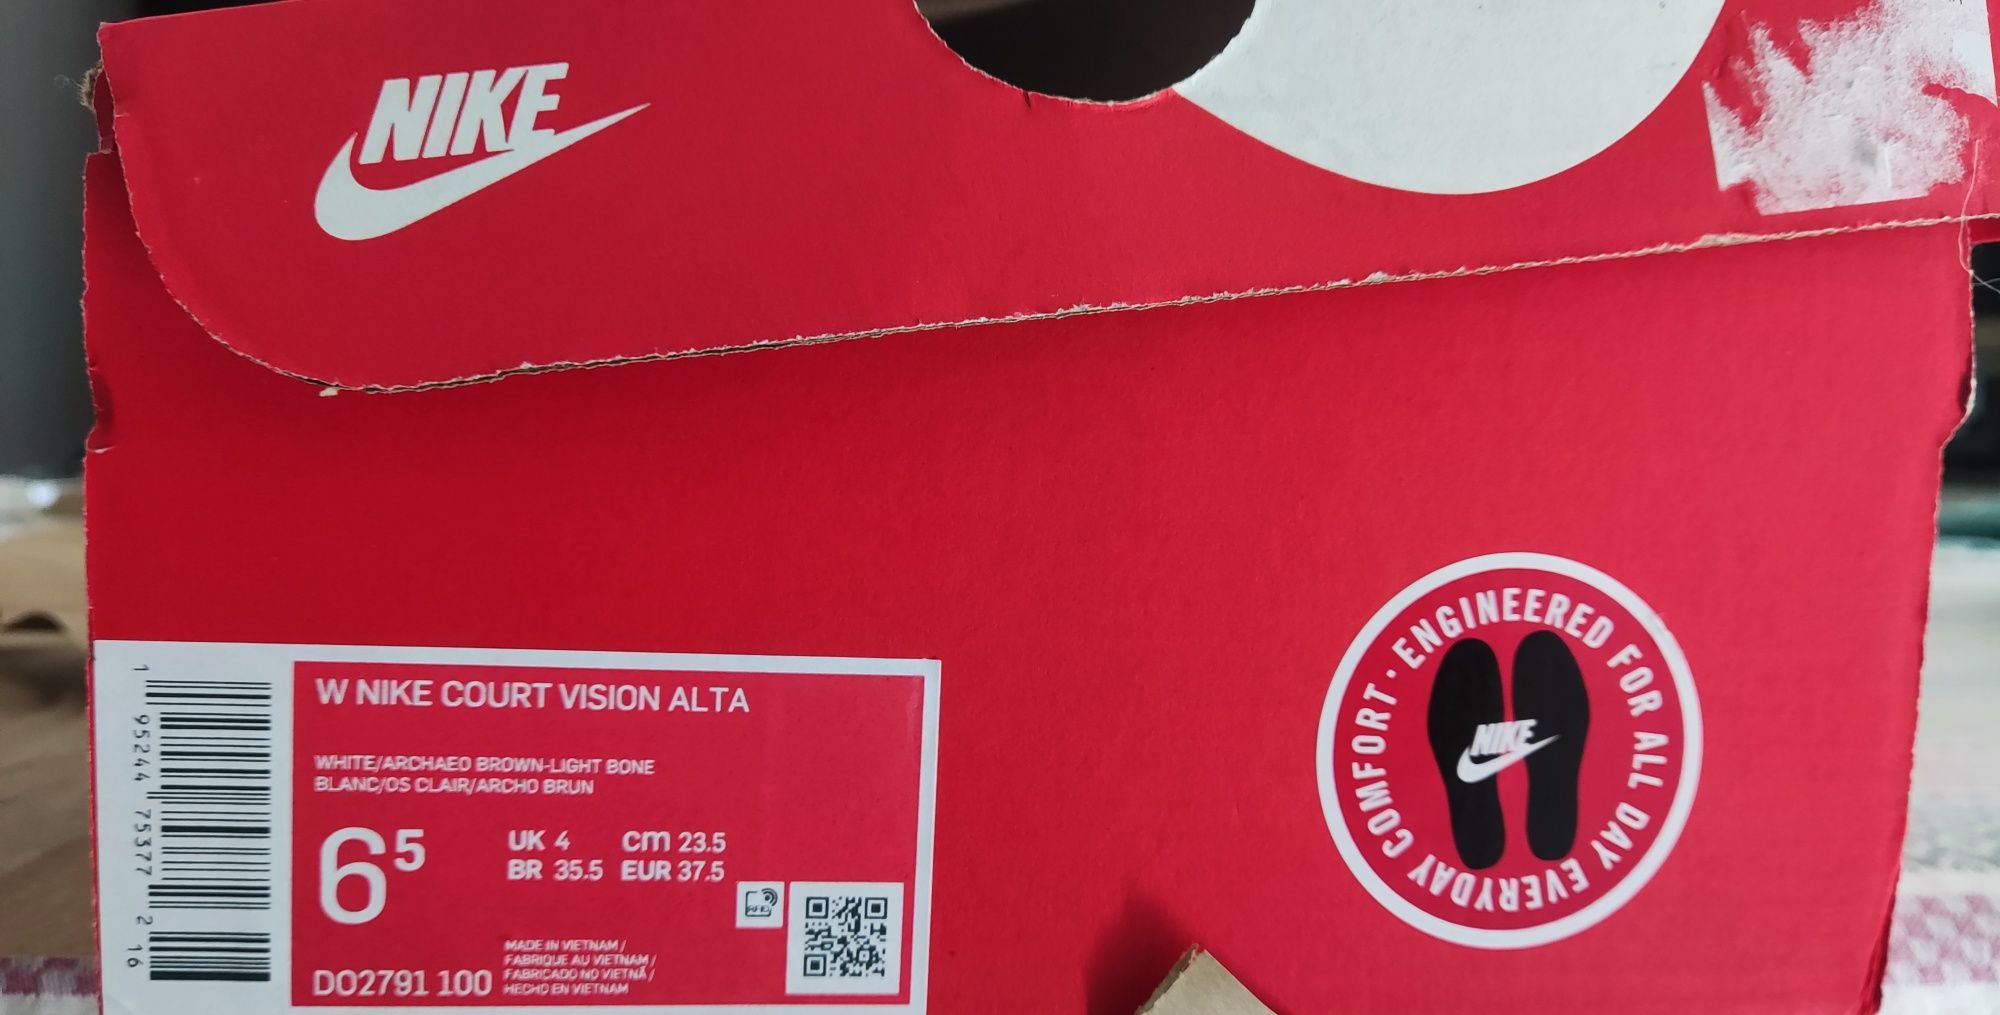 NIKE
W NIKE COURT VISION ALTA
WHITE/ARCHAEO BROWN-LIGHT BONE
BLANC/OS CLAIR/ARCHO BRUN
6⁵
UK 4 cm 23.5
BR 35.5 EUR 37.5
RFID
MADE IN VIETNAM /
FABRIQUE AU VIETNAM /
FABRICADO NO VIETNÃ /
HECHO EN VIETNAM
DO2791 100
1 95244 75377 2 16
ENGINEERED FOR ALL DAY EVERYDAY COMFORT ·
NIKE